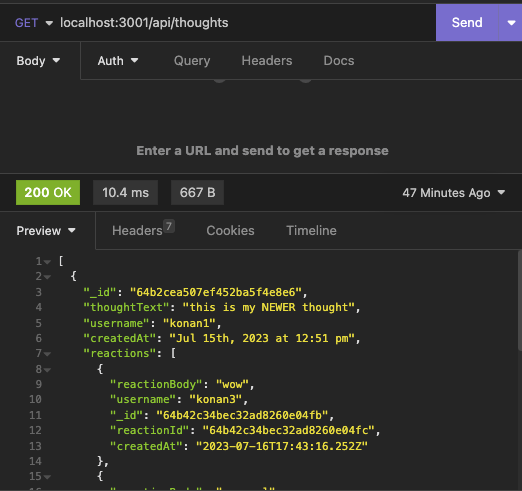 GET localhost:3001/api/thoughts Send
Body Auth Query Headers Docs
Enter a URL and send to get a response
200 OK 10.4 ms 667 B 47 Minutes Ago
Preview Headers 7 Cookies Timeline
1 [
2 {
3 "_id": "64b2cea507ef452ba5f4e8e6",
4 "thoughtText": "this is my NEWER thought",
5 "username": "konan1",
6 "createdAt": "Jul 15th, 2023 at 12:51 pm",
7 "reactions": [
8 {
9 "reactionBody": "wow",
10 "username": "konan3",
11 "_id": "64b42c34bec32ad8260e04fb",
12 "reactionId": "64b42c34bec32ad8260e04fc",
13 "createdAt": "2023-07-16T17:43:16.252Z"
14 },
15 {